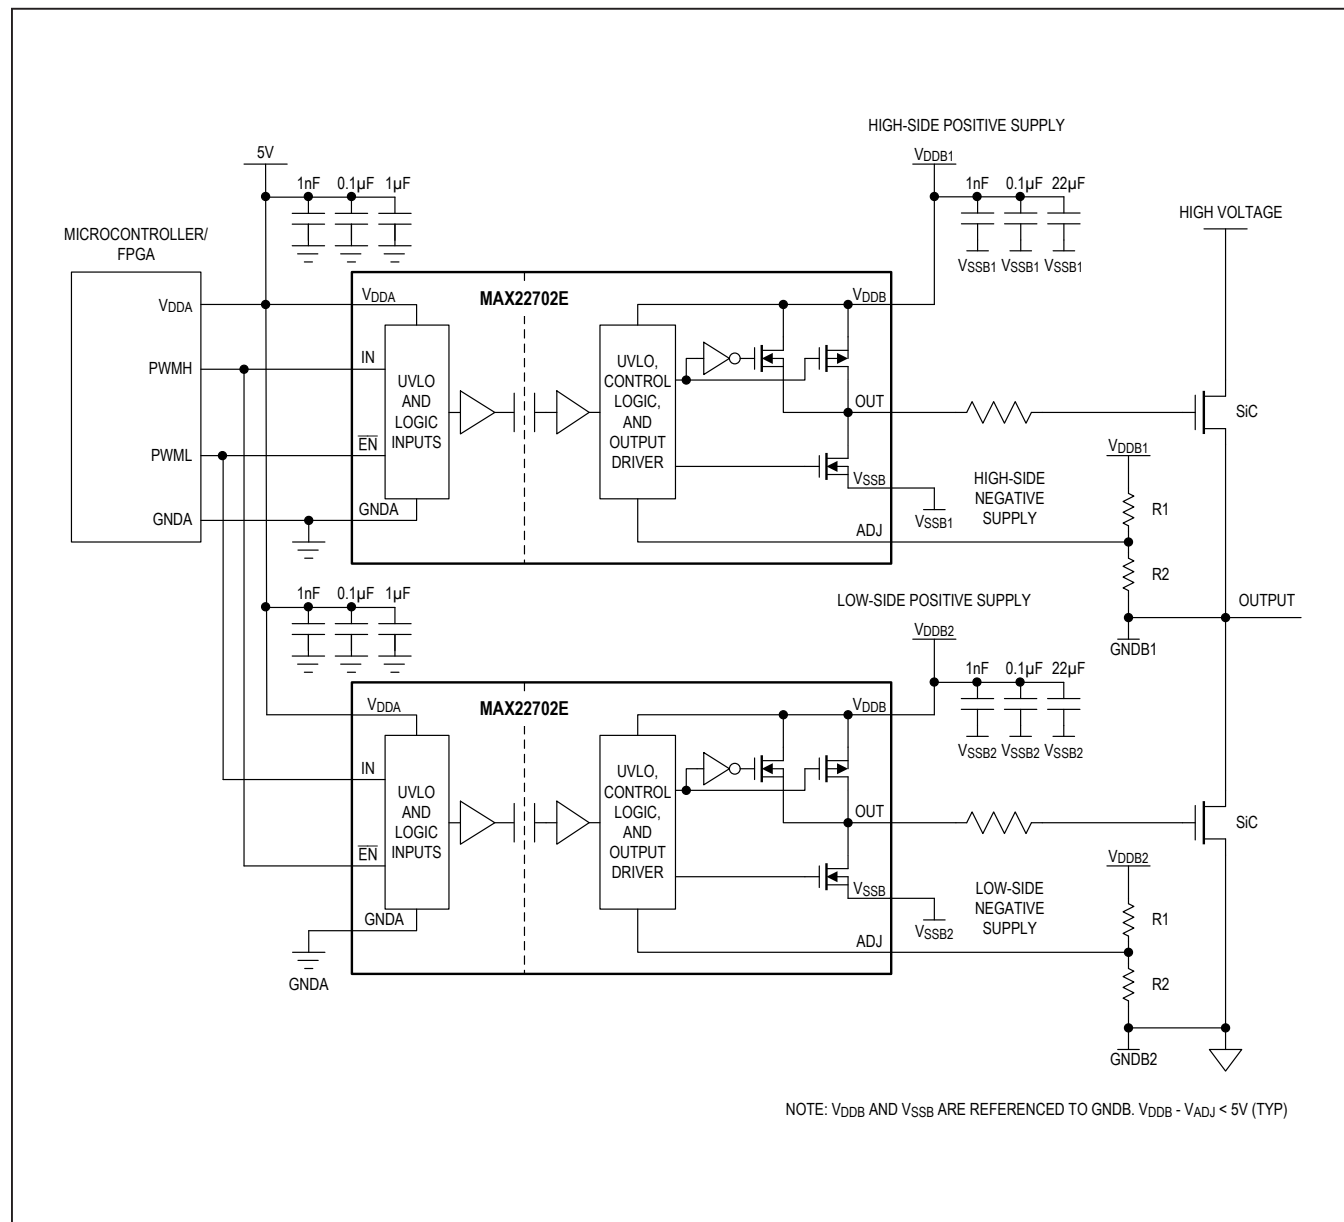 HIGH-SIDE POSITIVE SUPPLY
5V
VDDB1
1nF 0.1µF 1µF
1nF 0.1µF 22µF
HIGH VOLTAGE
MICROCONTROLLER/
FPGA
VSSB1 VSSB1 VSSB1
VDDA
VDDA
MAX22702E
VDDB
PWMH
IN
UVLO
AND
LOGIC
INPUTS
UVLO,
CONTROL
LOGIC,
AND
OUTPUT
DRIVER
OUT
SiC
PWML
EN
VDDB1
VSSB
HIGH-SIDE
NEGATIVE
SUPPLY
GNDA
GNDA
VSSB1
R1
ADJ
R2
1nF 0.1µF 1µF
LOW-SIDE POSITIVE SUPPLY
OUTPUT
VDDB2
GNDB1
1nF 0.1µF 22µF
VDDA
MAX22702E
VDDB
VSSB2 VSSB2 VSSB2
IN
UVLO
AND
LOGIC
INPUTS
UVLO,
CONTROL
LOGIC,
AND
OUTPUT
DRIVER
OUT
SiC
EN
VDDB2
VSSB
LOW-SIDE
NEGATIVE
SUPPLY
GNDA
VSSB2
R1
ADJ
GNDA
R2
GNDB2
NOTE: VDDB AND VSSB ARE REFERENCED TO GNDB. VDDB - VADJ < 5V (TYP)